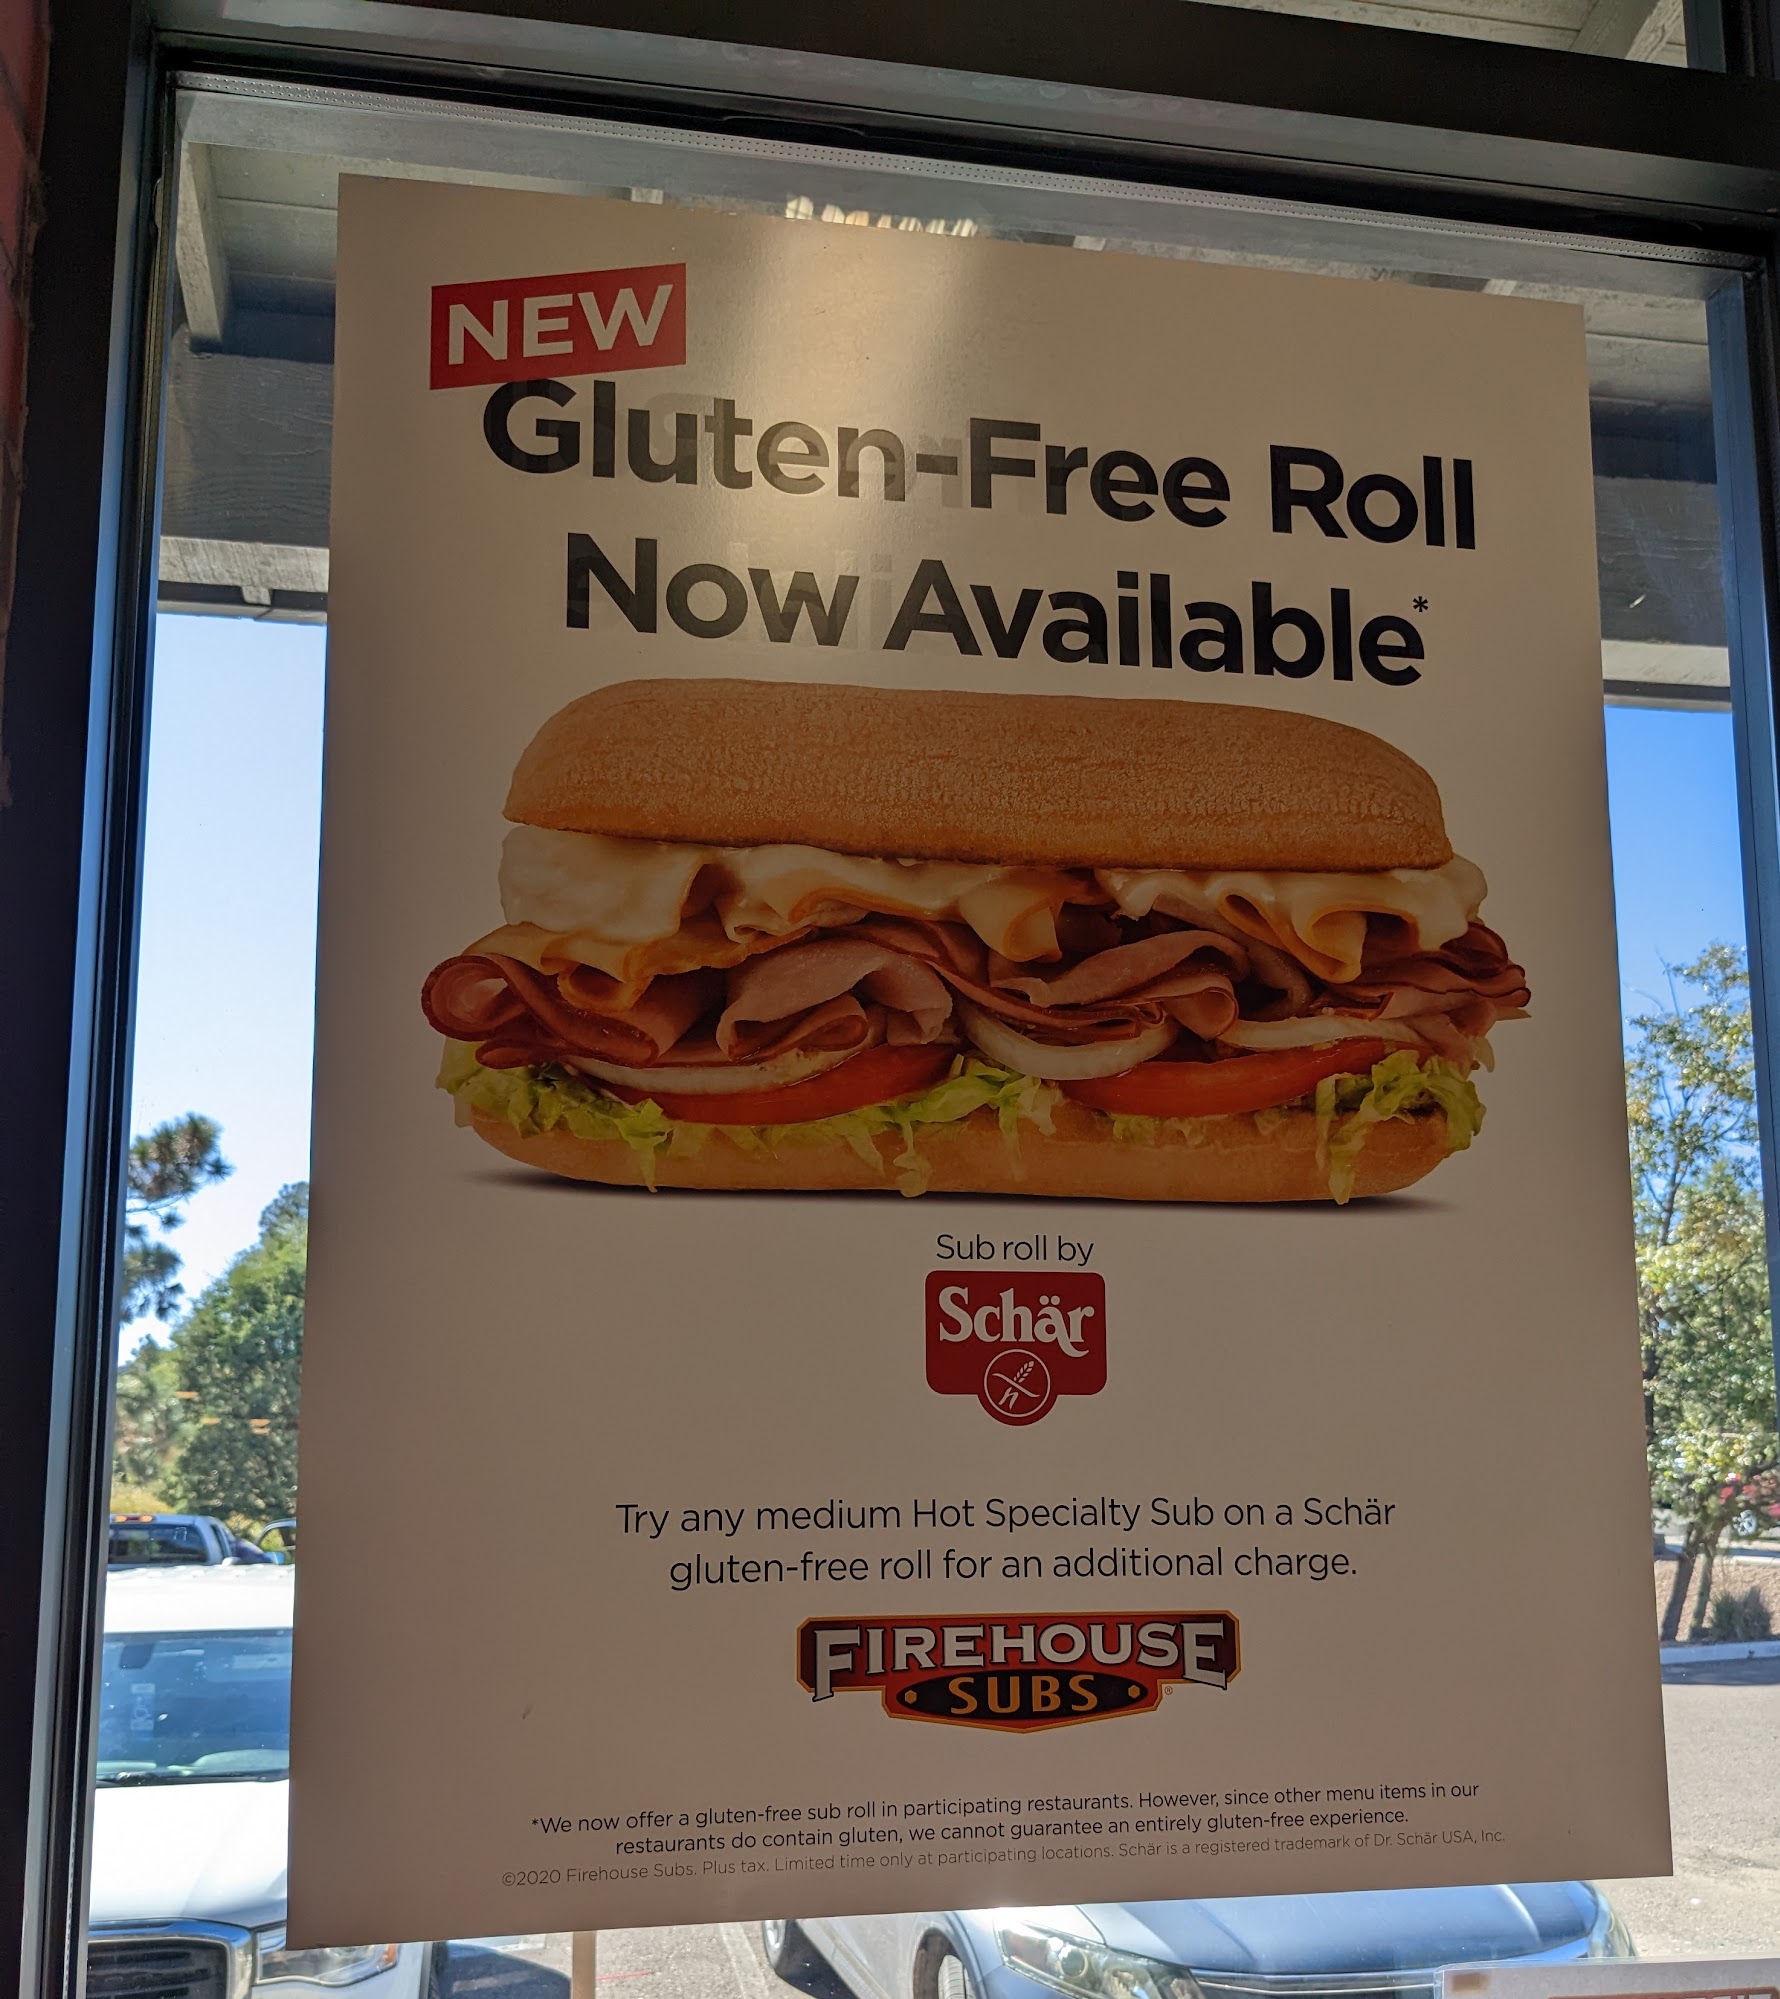 NEW
Gluten-Free Roll
Now Available*
Sub roll by
Schär
Try any medium Hot Specialty Sub on a Schär
gluten-free roll for an additional charge.
FIREHOUSE
SUBS®
*We now offer a gluten-free sub roll in participating restaurants. However, since other menu items in our
restaurants do contain gluten, we cannot guarantee an entirely gluten-free experience.
©2020 Firehouse Subs. Plus tax. Limited time only at participating locations. Schär is a registered trademark of Dr. Schär USA, Inc.